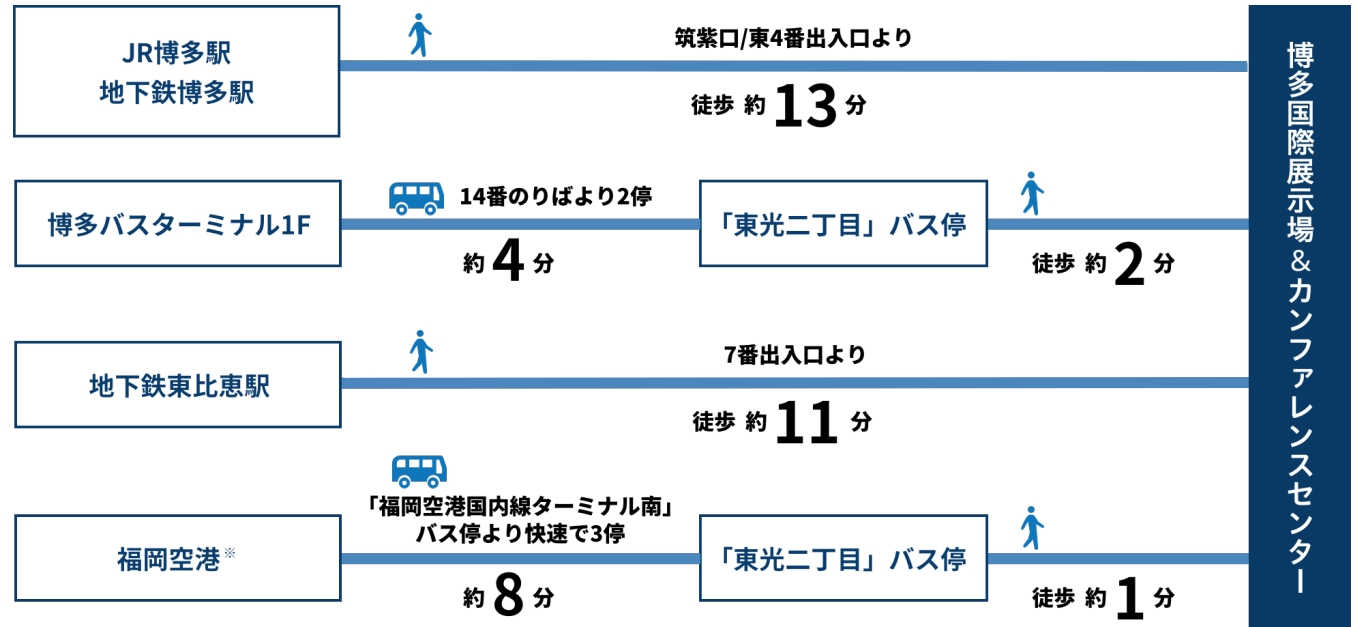 JR博多駅
地下鉄博多駅
筑紫口/東4番出入口より
徒歩 約 13 分
博多バスターミナル1F
14番のりばより2停
約 4 分
「東光二丁目」バス停
徒歩 約 2 分
地下鉄東比恵駅
7番出入口より
徒歩 約 11 分
福岡空港※
「福岡空港国内線ターミナル南」
バス停より快速で3停
約 8 分
「東光二丁目」バス停
徒歩 約 1 分
博多国際展示場&カンファレンスセンター